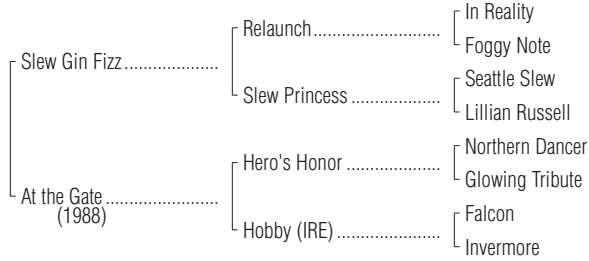 In Reality
Relaunch
Foggy Note
Slew Gin Fizz
Seattle Slew
Slew Princess
Lillian Russell
Northern Dancer
Hero's Honor
Glowing Tribute
At the Gate
(1988)
Falcon
Hobby (IRE)
Invermore